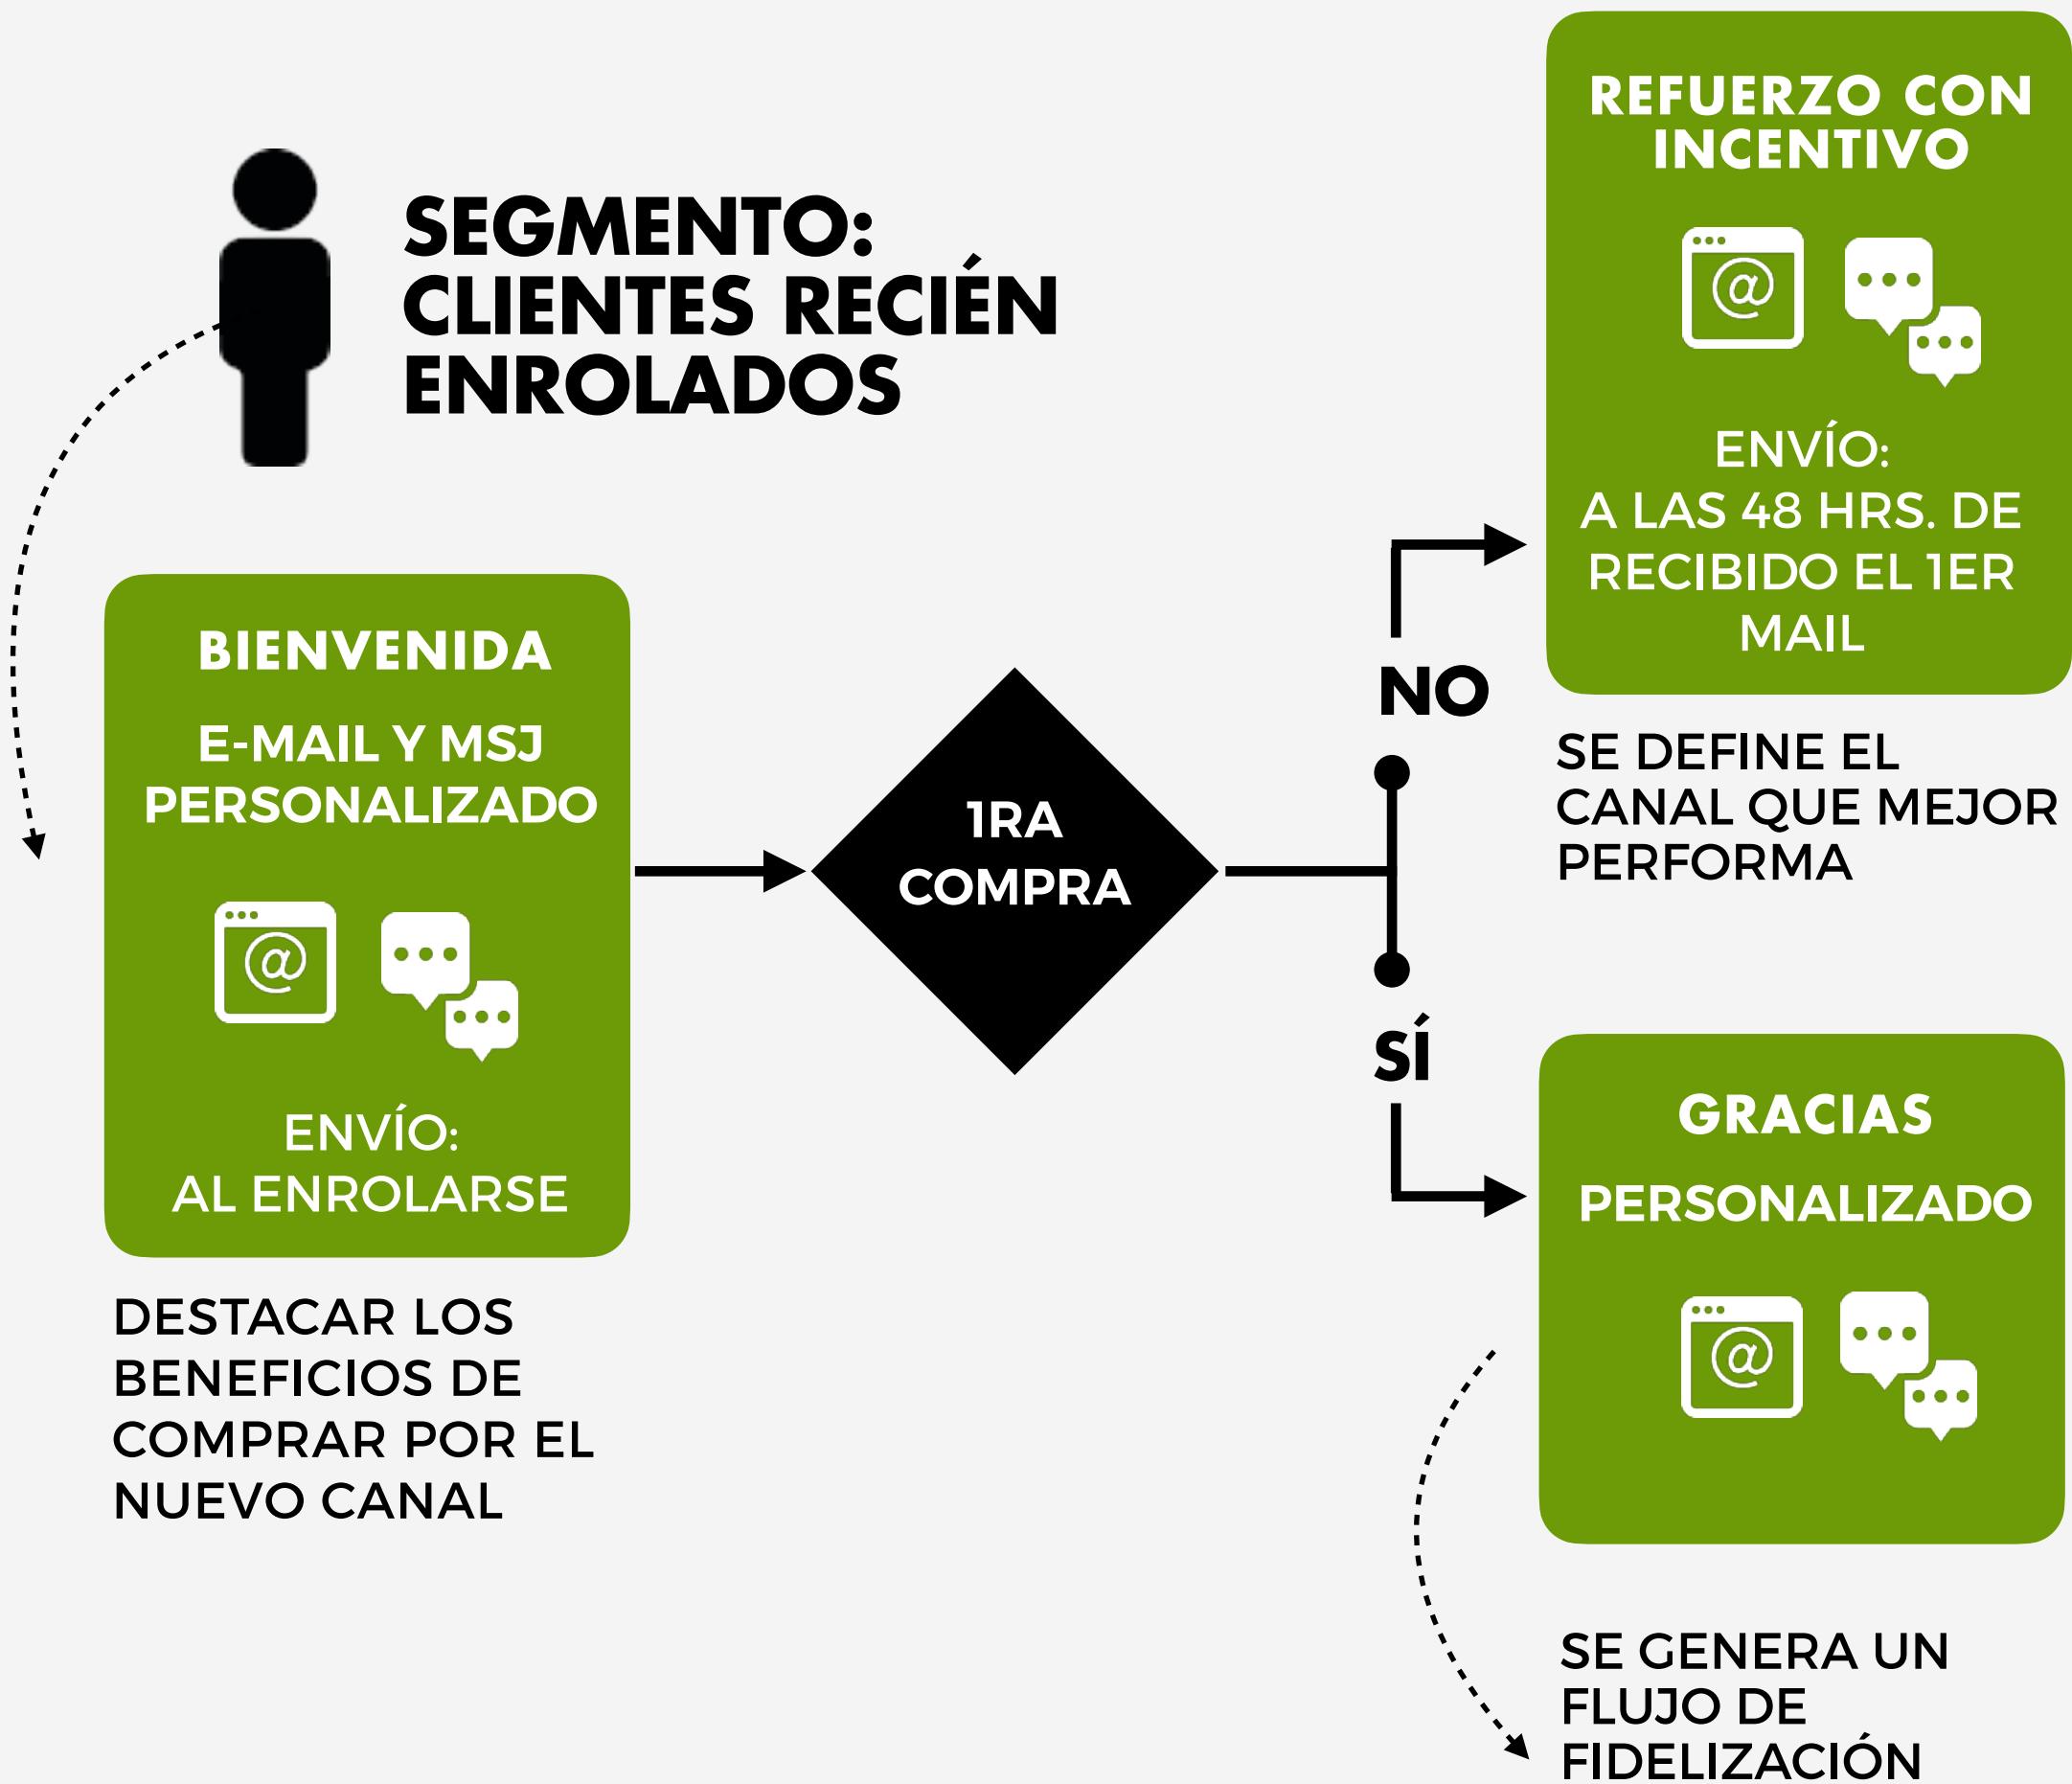 SEGMENTO:
CLIENTES RECIÉN
ENROLADOS
BIENVENIDA
E-MAIL Y MSJ
PERSONALIZADO
@
ENVÍO:
AL ENROLARSE
DESTACAR LOS
BENEFICIOS DE
COMPRAR POR EL
NUEVO CANAL
1RA
COMPRA
NO
REFUERZO CON
INCENTIVO
@
ENVÍO:
A LAS 48 HRS. DE
RECIBIDO EL 1ER
MAIL
SE DEFINE EL
CANAL QUE MEJOR
PERFORMA
SÍ
GRACIAS
PERSONALIZADO
@
SE GENERA UN
FLUJO DE
FIDELIZACIÓN